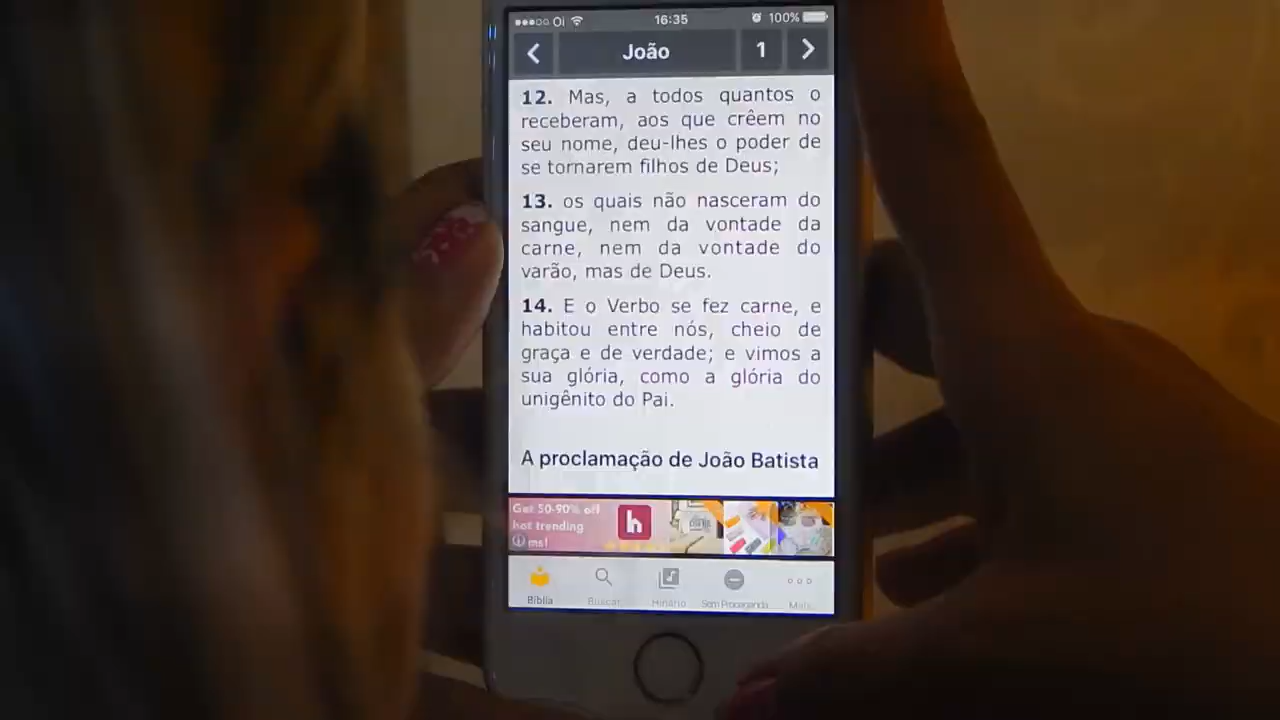 Oi 16:35 100%
João 1
12. Mas, a todos quantos o
receberam, aos que crêem no
seu nome, deu-lhes o poder de
se tornarem filhos de Deus;
13. os quais não nasceram do
sangue, nem da vontade da
carne, nem da vontade do
varão, mas de Deus.
14. E o Verbo se fez carne, e
habitou entre nós, cheio de
graça e de verdade; e vimos a
sua glória, como a glória do
unigênito do Pai.
A proclamação de João Batista
Get 50-90% off
hot trending
ms!
h
Bíblia Buscar Hinário Sem Propaganda Mais